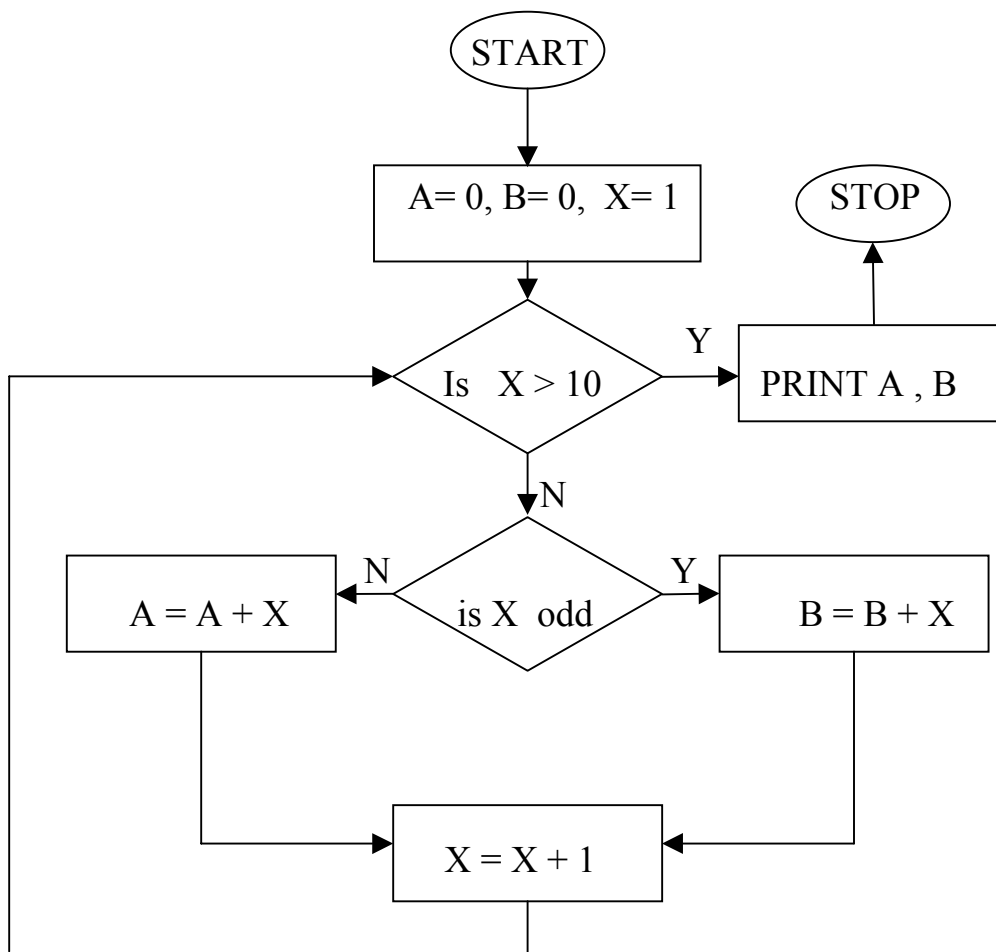 START
A= 0, B= 0, X= 1
STOP
Y
Is X > 10
PRINT A , B
N
N
Y
A = A + X
is X odd
B = B + X
X = X + 1